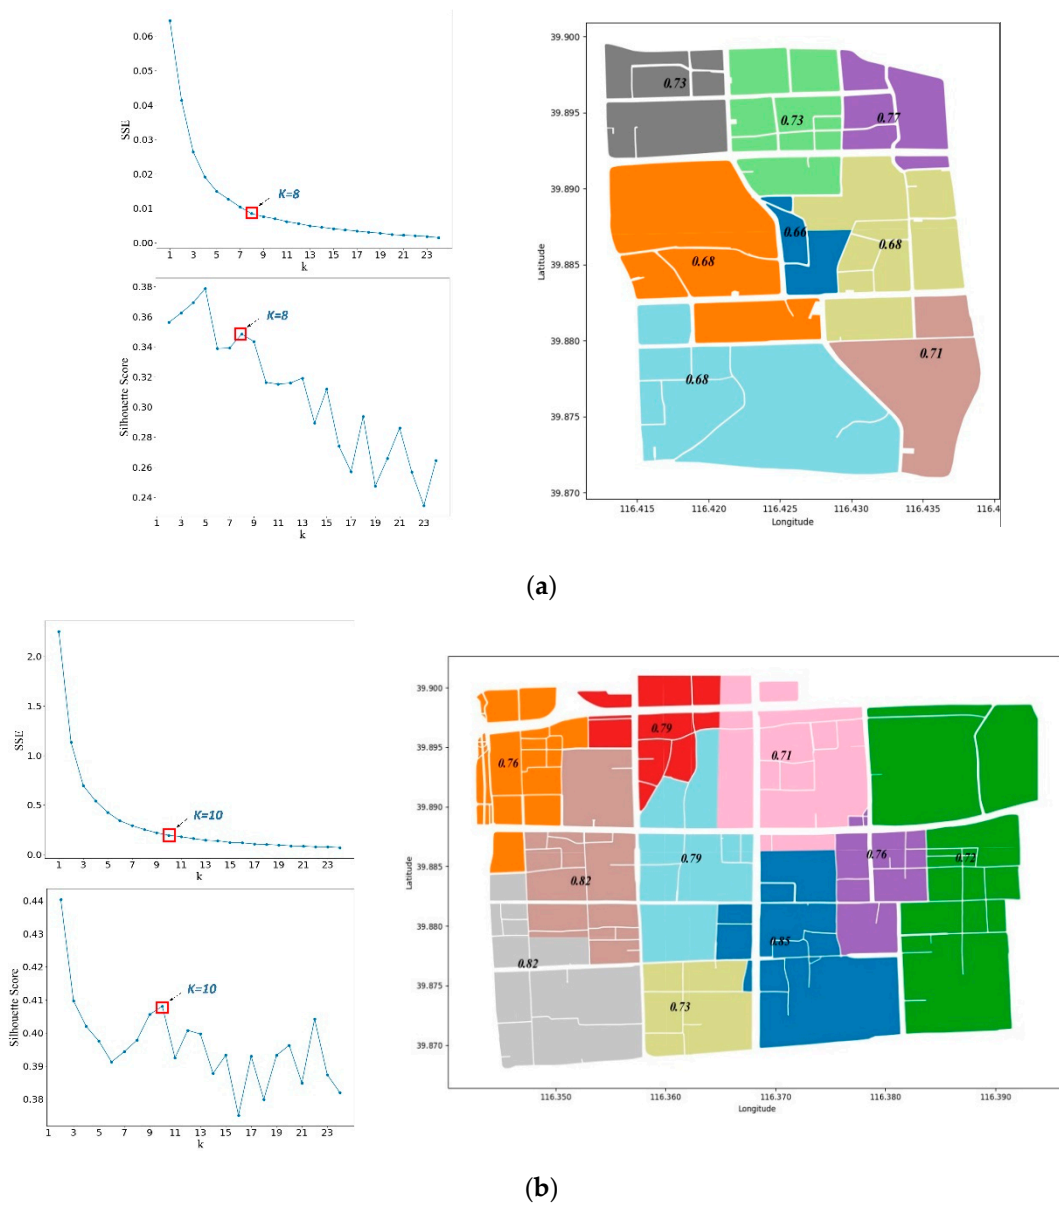 0.06
0.05
0.04
0.03
0.02
0.01
0.00
SSE
K=8
1 3 5 7 9 11 13 15 17 19 21 23
k
0.38
0.36
0.34
0.32
0.30
0.28
0.26
0.24
Silhouette Score
K=8
1 3 5 7 9 11 13 15 17 19 21 23
k
39.900
39.895
39.890
39.885
39.880
39.875
39.870
Latitude
0.73
0.73
0.77
0.66
0.68
0.68
0.71
0.68
116.415 116.420 116.425 116.430 116.435 116.4
Longitude
(a)
2.0
1.5
1.0
0.5
0.0
SSE
K=10
1 3 5 7 9 11 13 15 17 19 21 23
k
0.44
0.43
0.42
0.41
0.40
0.39
0.38
Silhouette Score
K=10
1 3 5 7 9 11 13 15 17 19 21 23
k
39.900
39.895
39.890
39.885
39.880
39.875
39.870
Latitude
0.79
0.76
0.71
0.79
0.76
0.72
0.82
0.85
0.82
0.73
116.350 116.360 116.370 116.380 116.390
Longitude
(b)